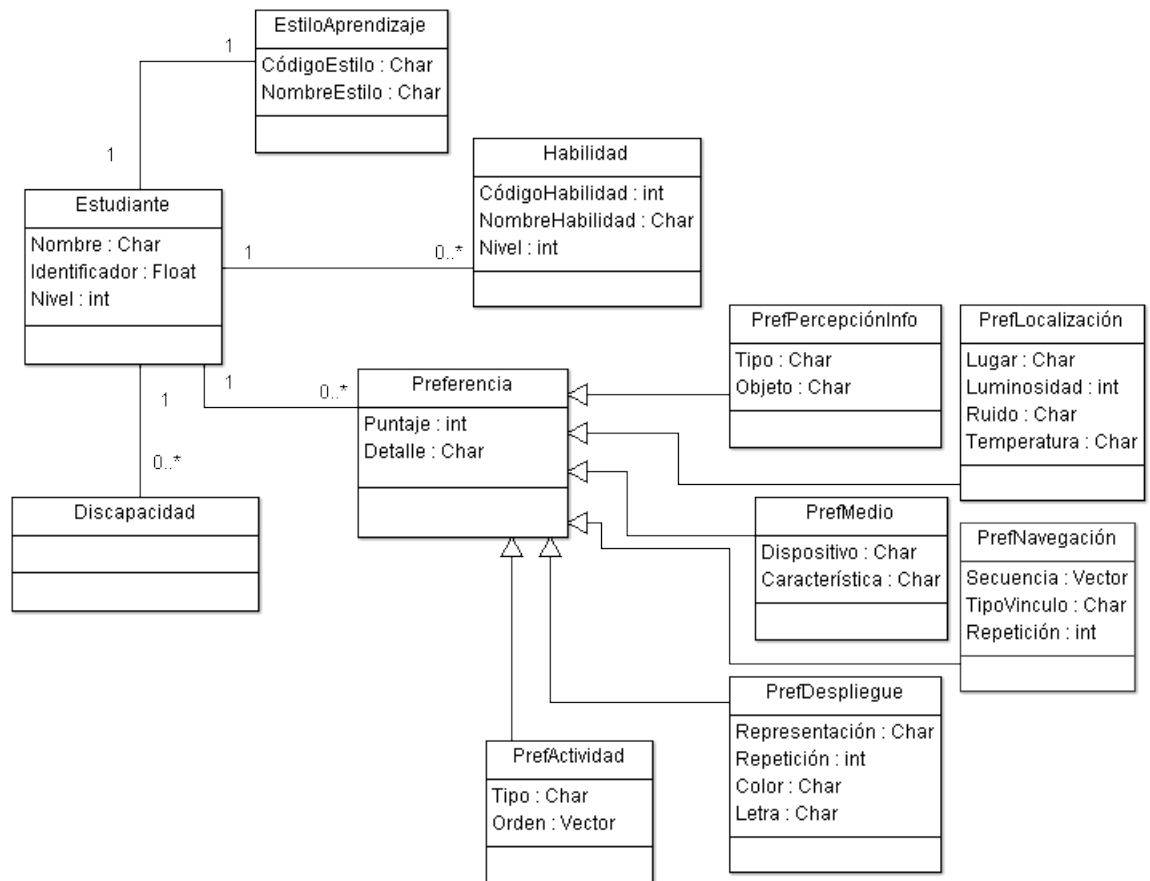 EstiloAprendizaje
CódigoEstilo : Char
NombreEstilo : Char
1
1
Habilidad
CódigoHabilidad : int
NombreHabilidad : Char
Nivel : int
Estudiante
Nombre : Char
Identificador : Float
Nivel : int
1
0..*
PrefPercepciónInfo
Tipo : Char
Objeto : Char
PrefLocalización
Lugar : Char
Luminosidad : int
Ruido : Char
Temperatura : Char
1
0..*
Preferencia
Puntaje : int
Detalle : Char
1
0..*
Discapacidad
PrefMedio
Dispositivo : Char
Característica : Char
PrefNavegación
Secuencia : Vector
TipoVinculo : Char
Repetición : int
PrefDespliegue
Representación : Char
Repetición : int
Color : Char
Letra : Char
PrefActividad
Tipo : Char
Orden : Vector